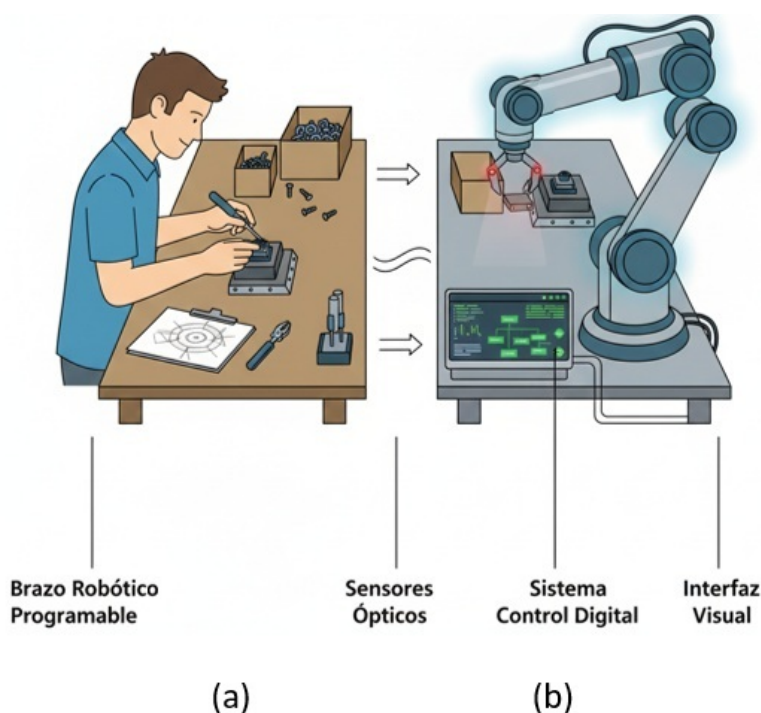 Brazo Robótico
Programable
Sensores
Ópticos
Sistema
Control Digital
Interfaz
Visual
(a)
(b)